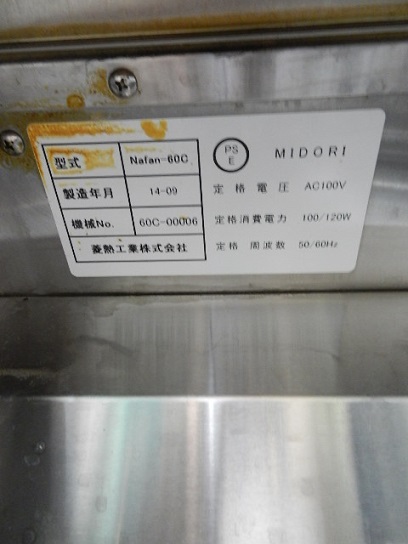 型式 Nafan-60C
製造年月 14-09
機械No. 60C-00006
菱熱工業株式会社
PS
E
MIDORI
定格電圧 AC100V
定格消費電力 100/120W
定格 周波数 50/60Hz